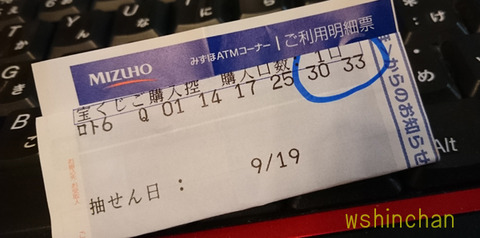 MIZUHO みずほATMコーナー ご利用明細票
宝くじご購入控 購入口数 1口
ロト6 Q 01 14 17 25 30 33
抽せん日 : 9/19
からのお知らせ
Alt
wshinchan